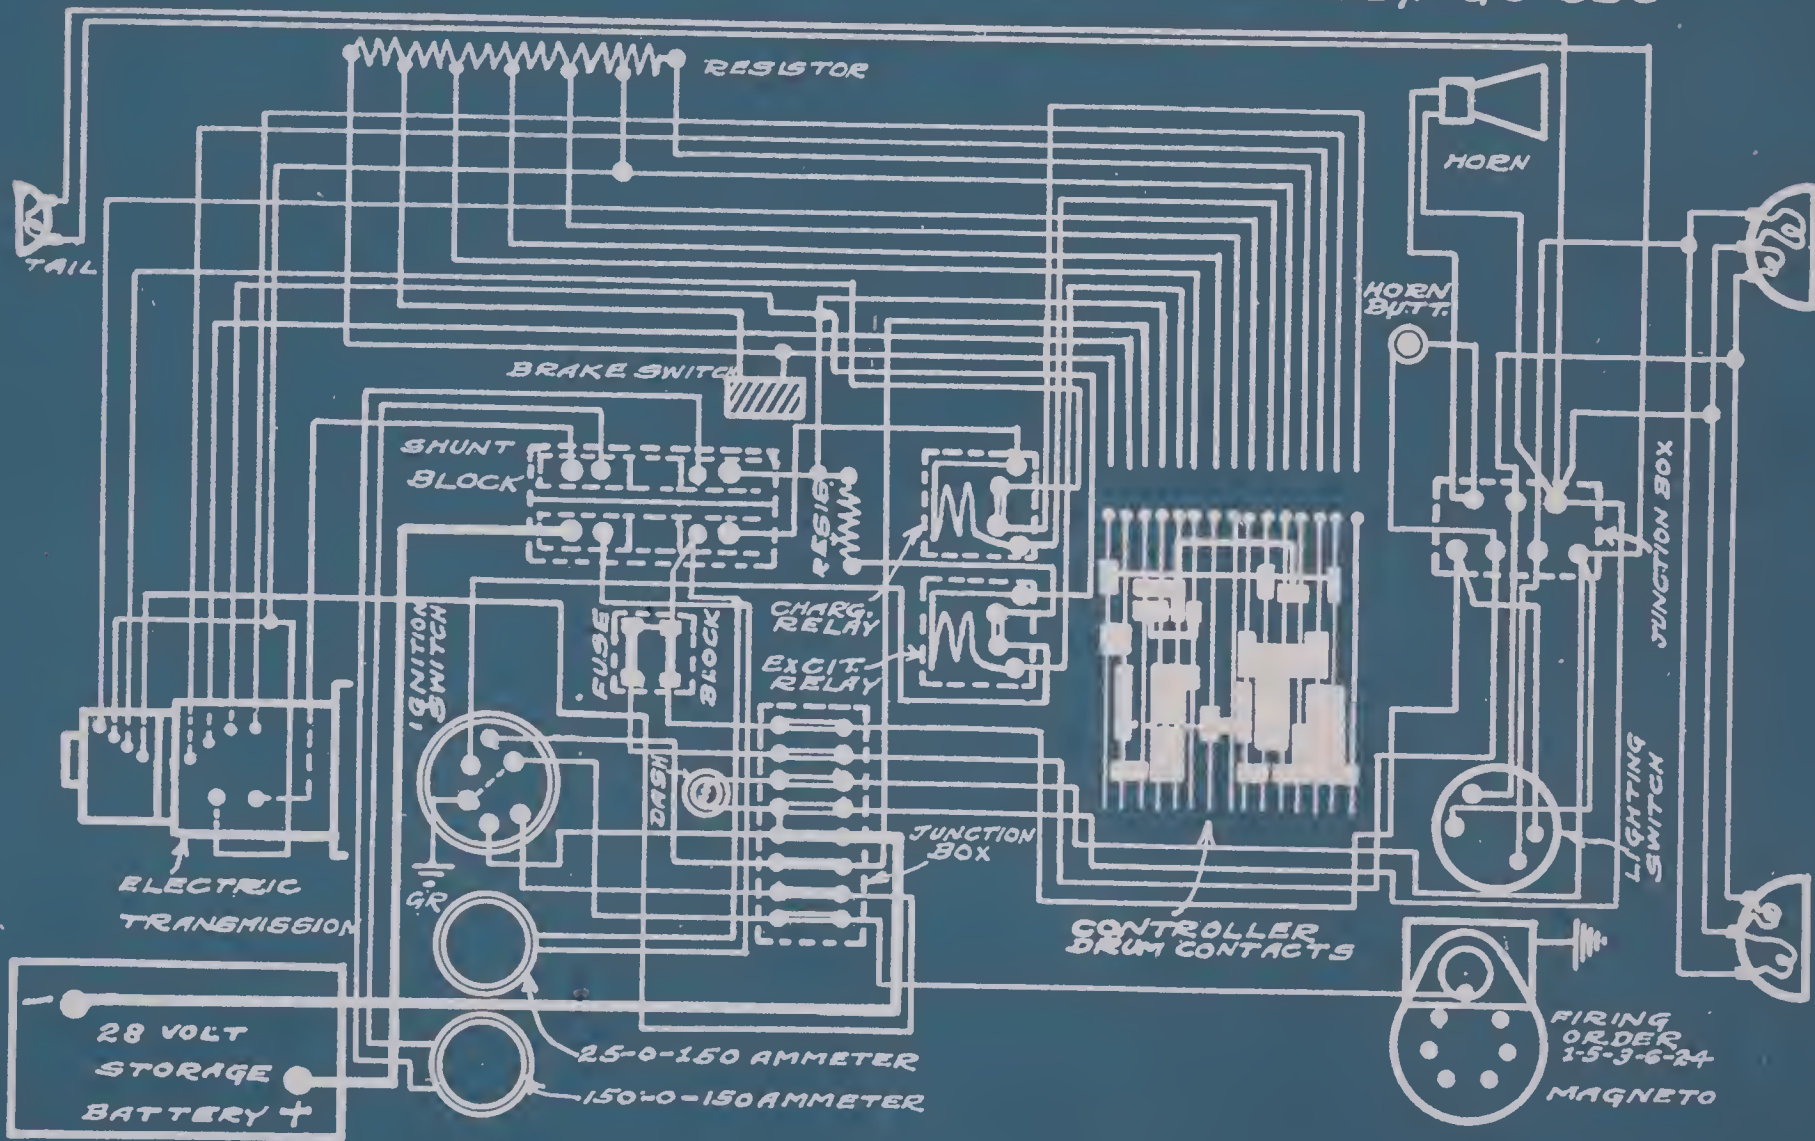 RESISTOR
HORN
TAIL
HORN
BUTT.
BRAKE SWITCH
SHUNT
BLOCK
RESIS.
JUNCTION BOX
CHARG.
RELAY
FUSE
BLOCK
IGNITION
SWITCH
EXCIT.
RELAY
DASH
LIGHTING
SWITCH
JUNCTION
BOX
ELECTRIC
TRANSMISSION
GR
CONTROLLER
DRUM CONTACTS
28 VOLT
STORAGE
BATTERY +
25-0-150 AMMETER
150-0-150 AMMETER
FIRING
ORDER
1-5-3-6-24
MAGNETO